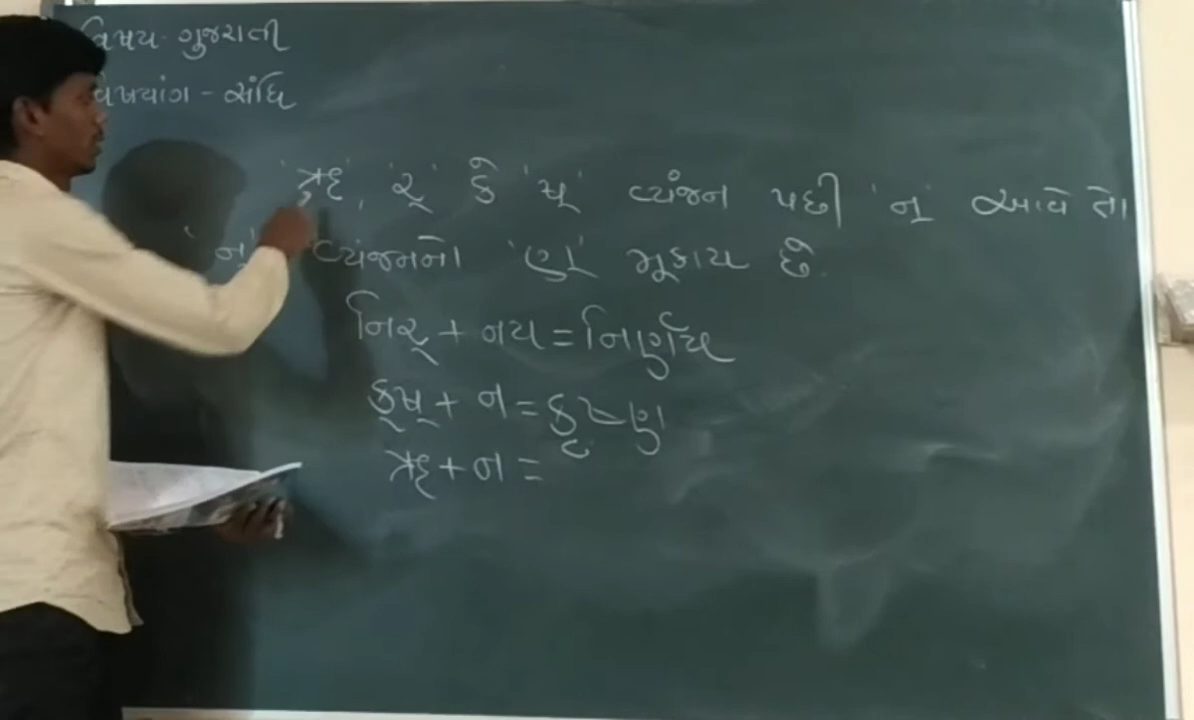 વિષય - ગુજરાતી
વિષયાંગ - સંધિ
'ઋ', 'ર્' કે 'ષ્' વ્યંજન પછી 'ન્' આવે તો
'ન' વ્યંજનનો 'ણ્' મૂકાય છે.
નિર્ + નય = નિર્ણય
કૃષ્ + ન = કૃષ્ણ
ઋ + ન =